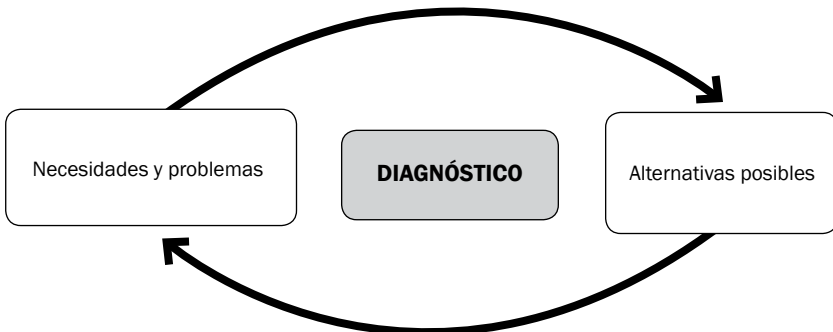 Necesidades y problemas
DIAGNÓSTICO
Alternativas posibles